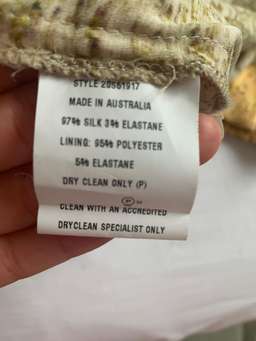 STYLE 20561917
MADE IN AUSTRALIA
97% SILK 3% ELASTANE
LINING: 95% POLYESTER
5% ELASTANE
DRY CLEAN ONLY (P)
P
CLEAN WITH AN ACCREDITED
DRYCLEAN SPECIALIST ONLY